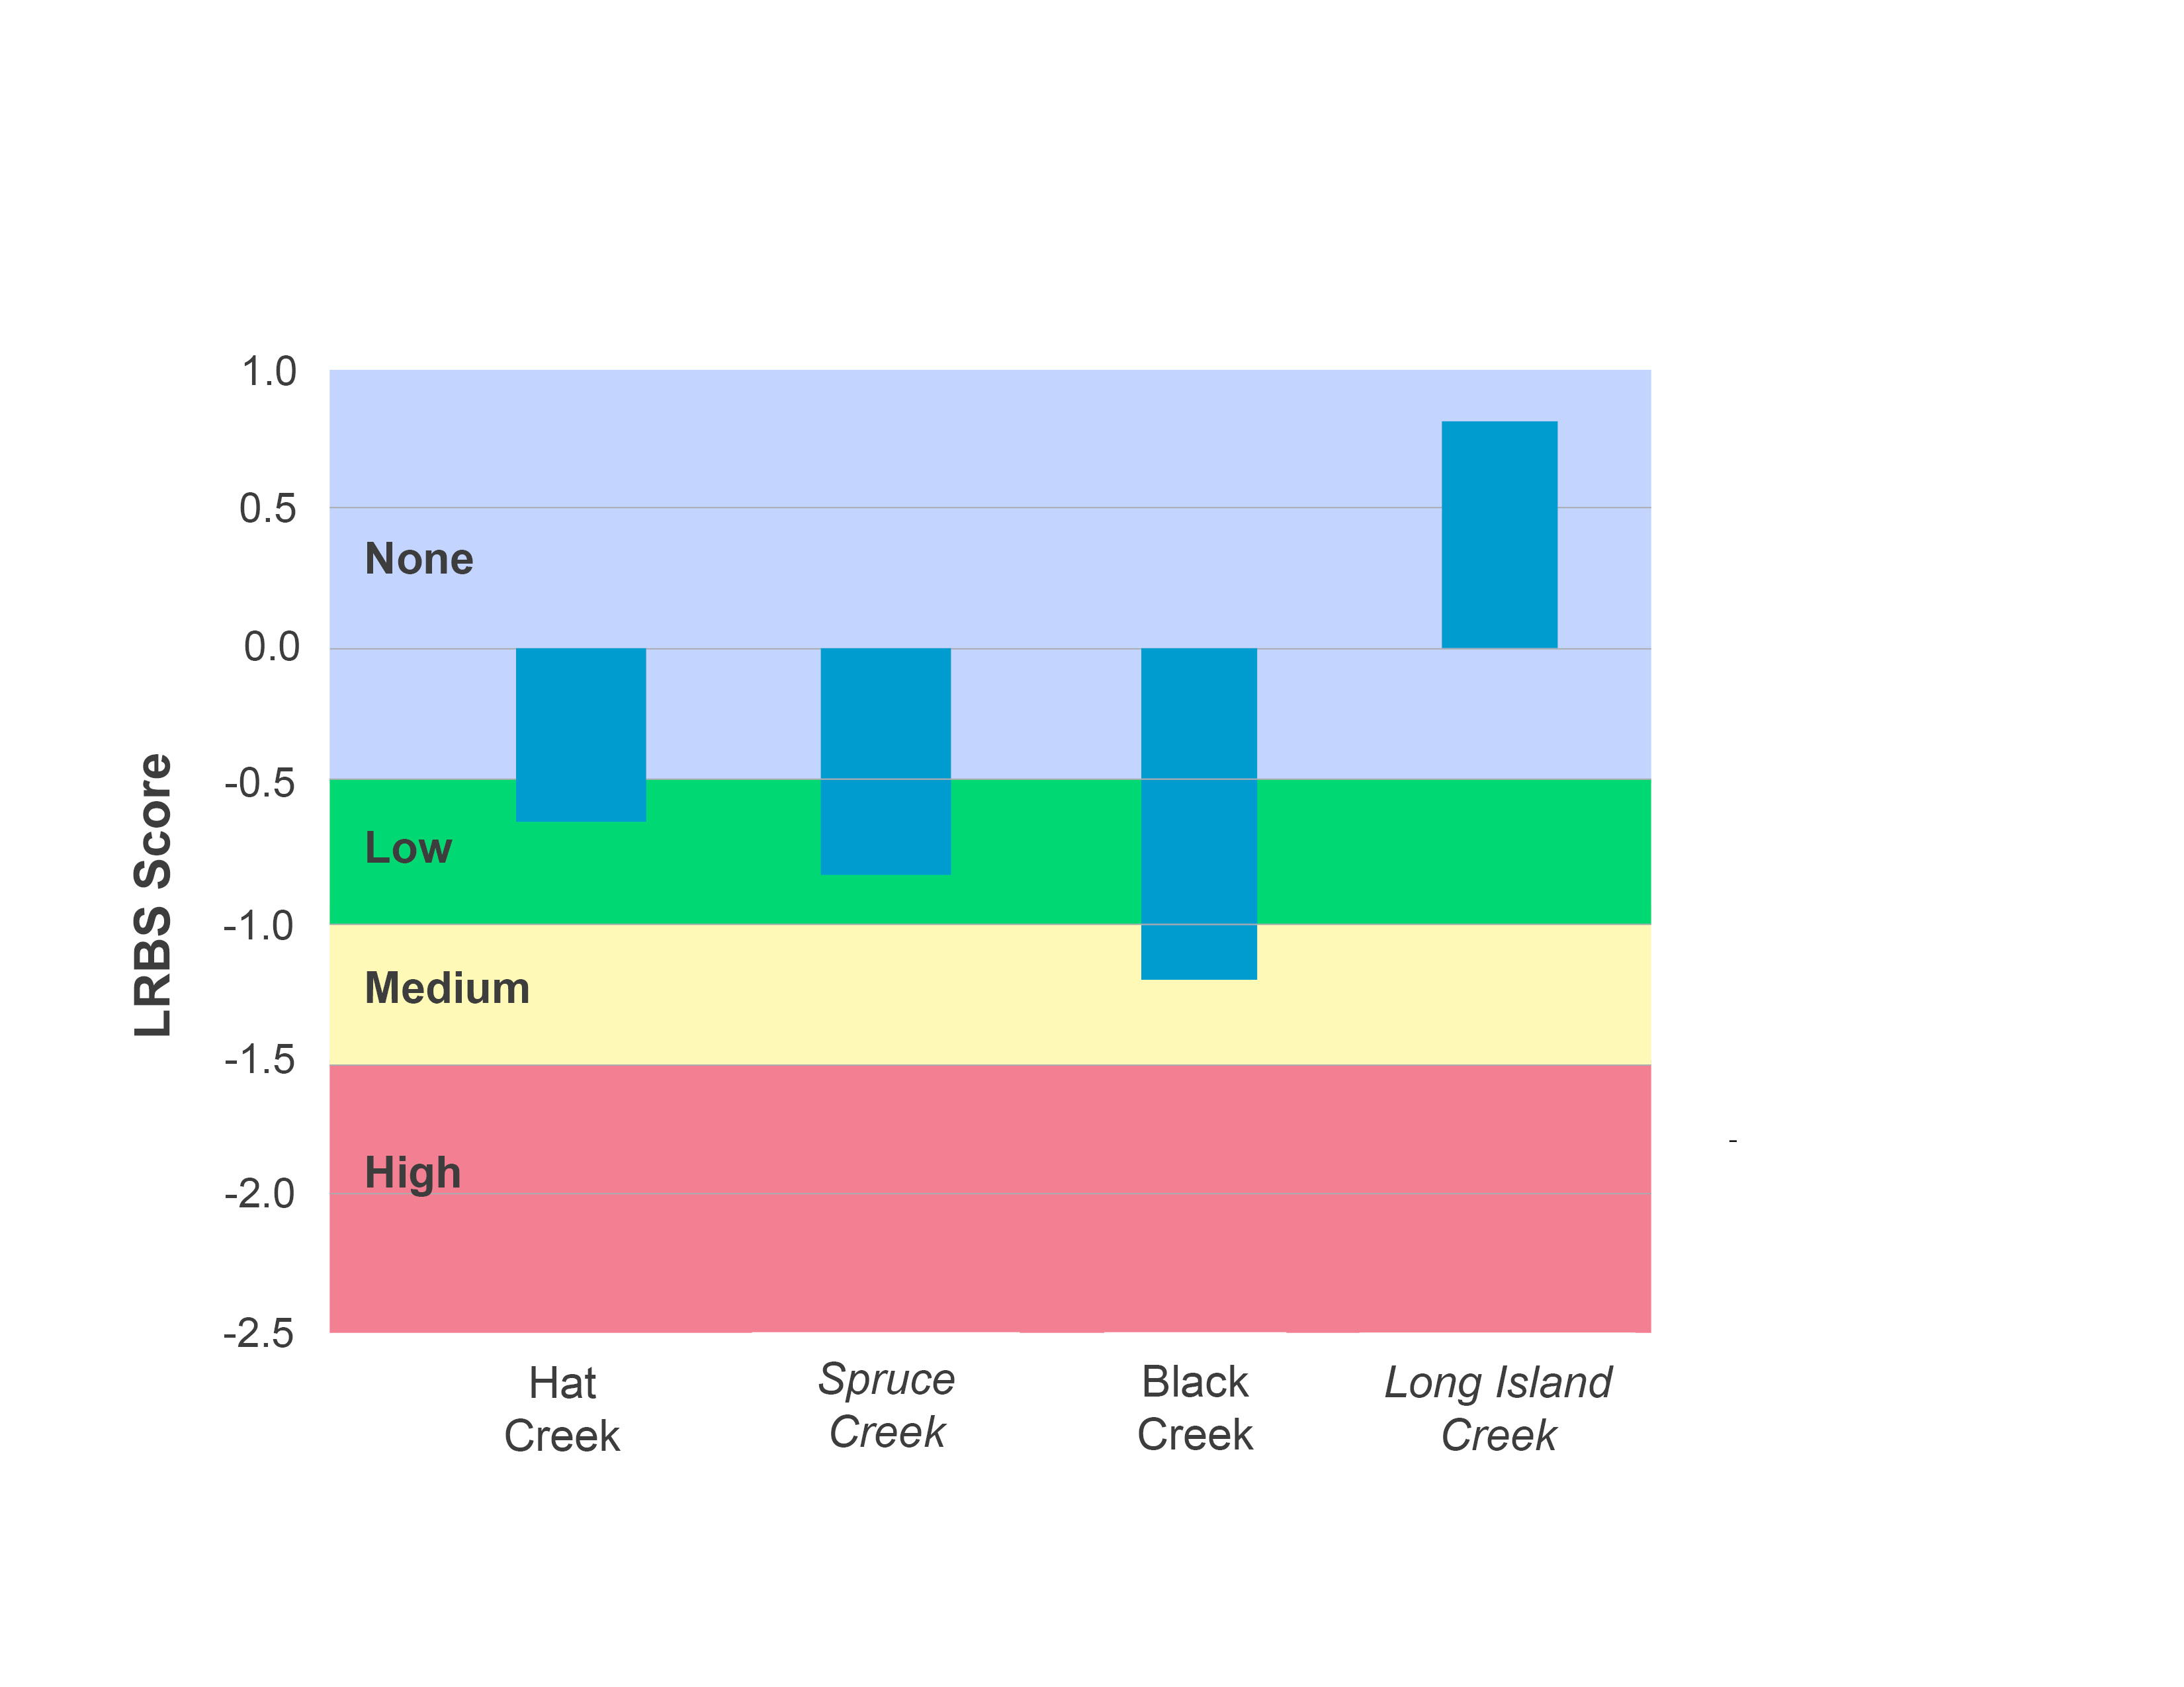 1.0
0.5
None
0.0
-0.5
Low
-1.0
Medium
-1.5
High
-2.0
-2.5
LRBS Score
Hat
Creek
Spruce
Creek
Black
Creek
Long Island
Creek
-